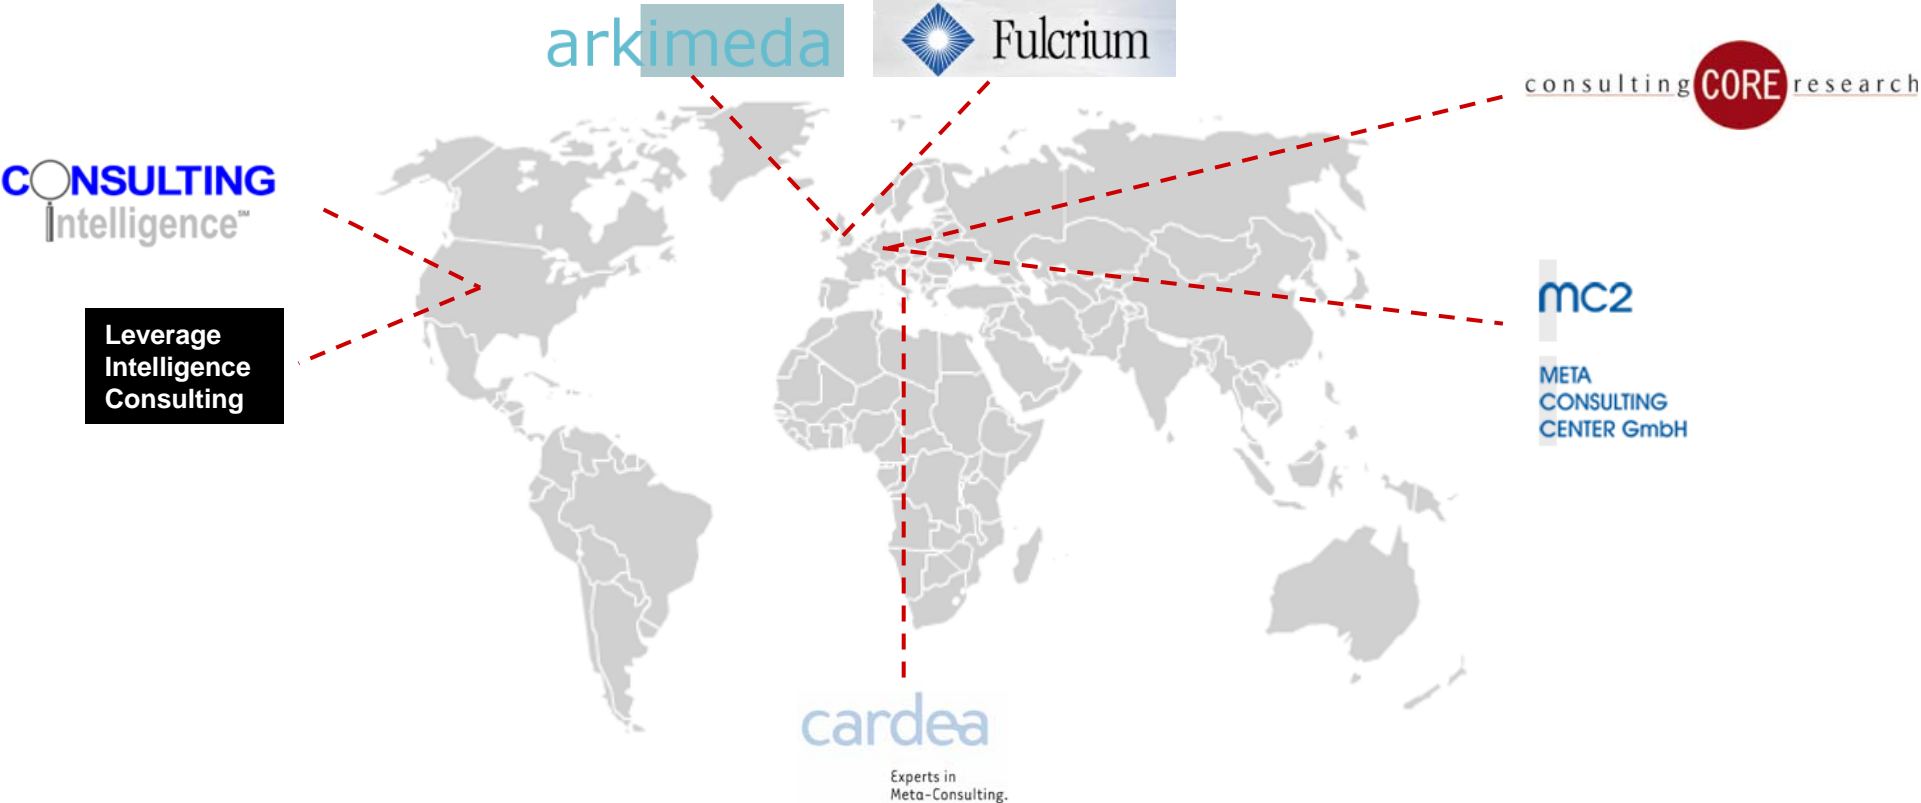 arkimeda
Fulcrium
consulting CORE research
CONSULTING
Intelligence℠
Leverage
Intelligence
Consulting
mc2
META
CONSULTING
CENTER GmbH
cardea
Experts in
Meta-Consulting.